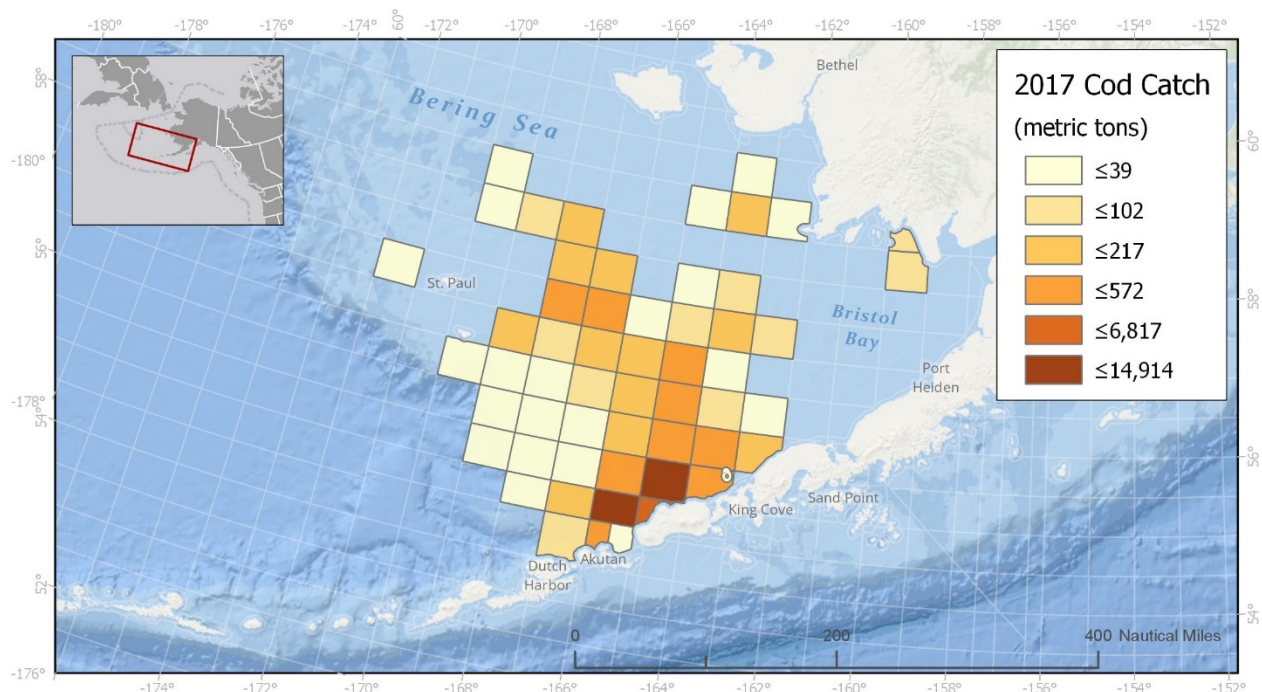 -180° -178° -176° -174° -172° -170° -168° -166° -164° -162° -160° -158° -156° -154° -152°
60°
58°
-180°
56°
-178°
54°
52°
-176°
60°
58°
56°
54°
Bethel
Bering Sea
St. Paul
Bristol
Bay
Port
Heiden
Sand Point
King Cove
Akutan
Dutch
Harbor
2017 Cod Catch
(metric tons)
≤39
≤102
≤217
≤572
≤6,817
≤14,914
0 200 400 Nautical Miles
-174° -172° -170° -168° -166° -164° -162° -160° -158° -156° -154° -152°